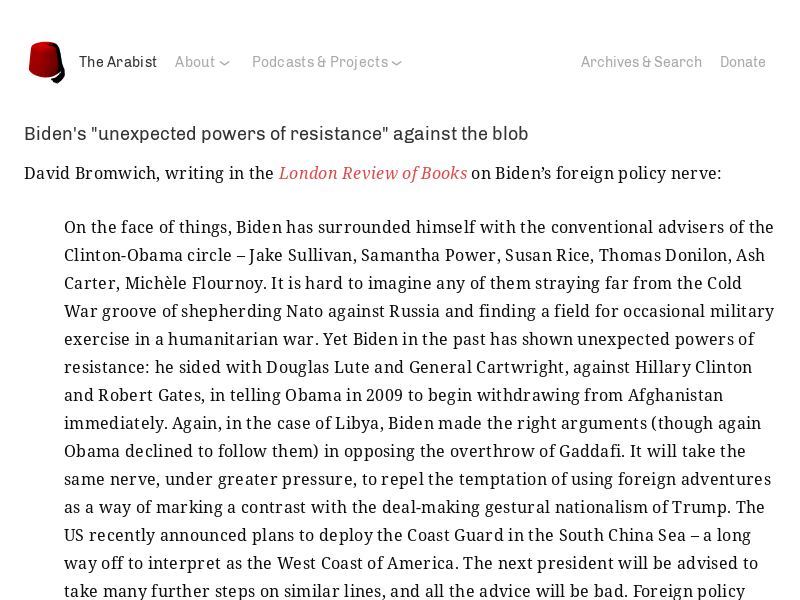 The Arabist About Podcasts & Projects Archives & Search Donate
Biden's "unexpected powers of resistance" against the blob
David Bromwich, writing in the London Review of Books on Biden’s foreign policy nerve:
On the face of things, Biden has surrounded himself with the conventional advisers of the
Clinton-Obama circle – Jake Sullivan, Samantha Power, Susan Rice, Thomas Donilon, Ash
Carter, Michèle Flournoy. It is hard to imagine any of them straying far from the Cold
War groove of shepherding Nato against Russia and finding a field for occasional military
exercise in a humanitarian war. Yet Biden in the past has shown unexpected powers of
resistance: he sided with Douglas Lute and General Cartwright, against Hillary Clinton
and Robert Gates, in telling Obama in 2009 to begin withdrawing from Afghanistan
immediately. Again, in the case of Libya, Biden made the right arguments (though again
Obama declined to follow them) in opposing the overthrow of Gaddafi. It will take the
same nerve, under greater pressure, to repel the temptation of using foreign adventures
as a way of marking a contrast with the deal-making gestural nationalism of Trump. The
US recently announced plans to deploy the Coast Guard in the South China Sea – a long
way off to interpret as the West Coast of America. The next president will be advised to
take many further steps on similar lines, and all the advice will be bad. Foreign policy